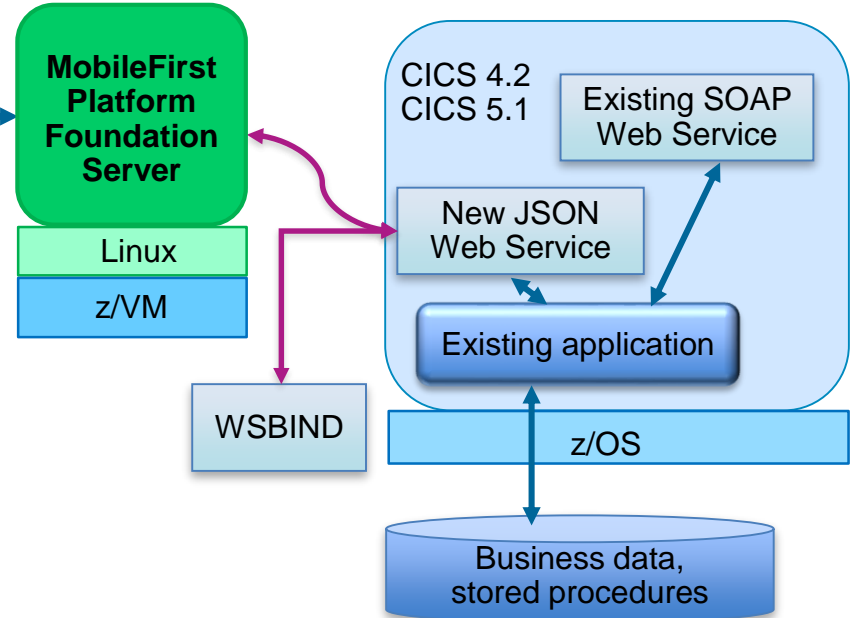 MobileFirst
Platform
Foundation
Server
Linux
z/VM
CICS 4.2
CICS 5.1
Existing SOAP
Web Service
New JSON
Web Service
Existing application
WSBIND
z/OS
Business data,
stored procedures